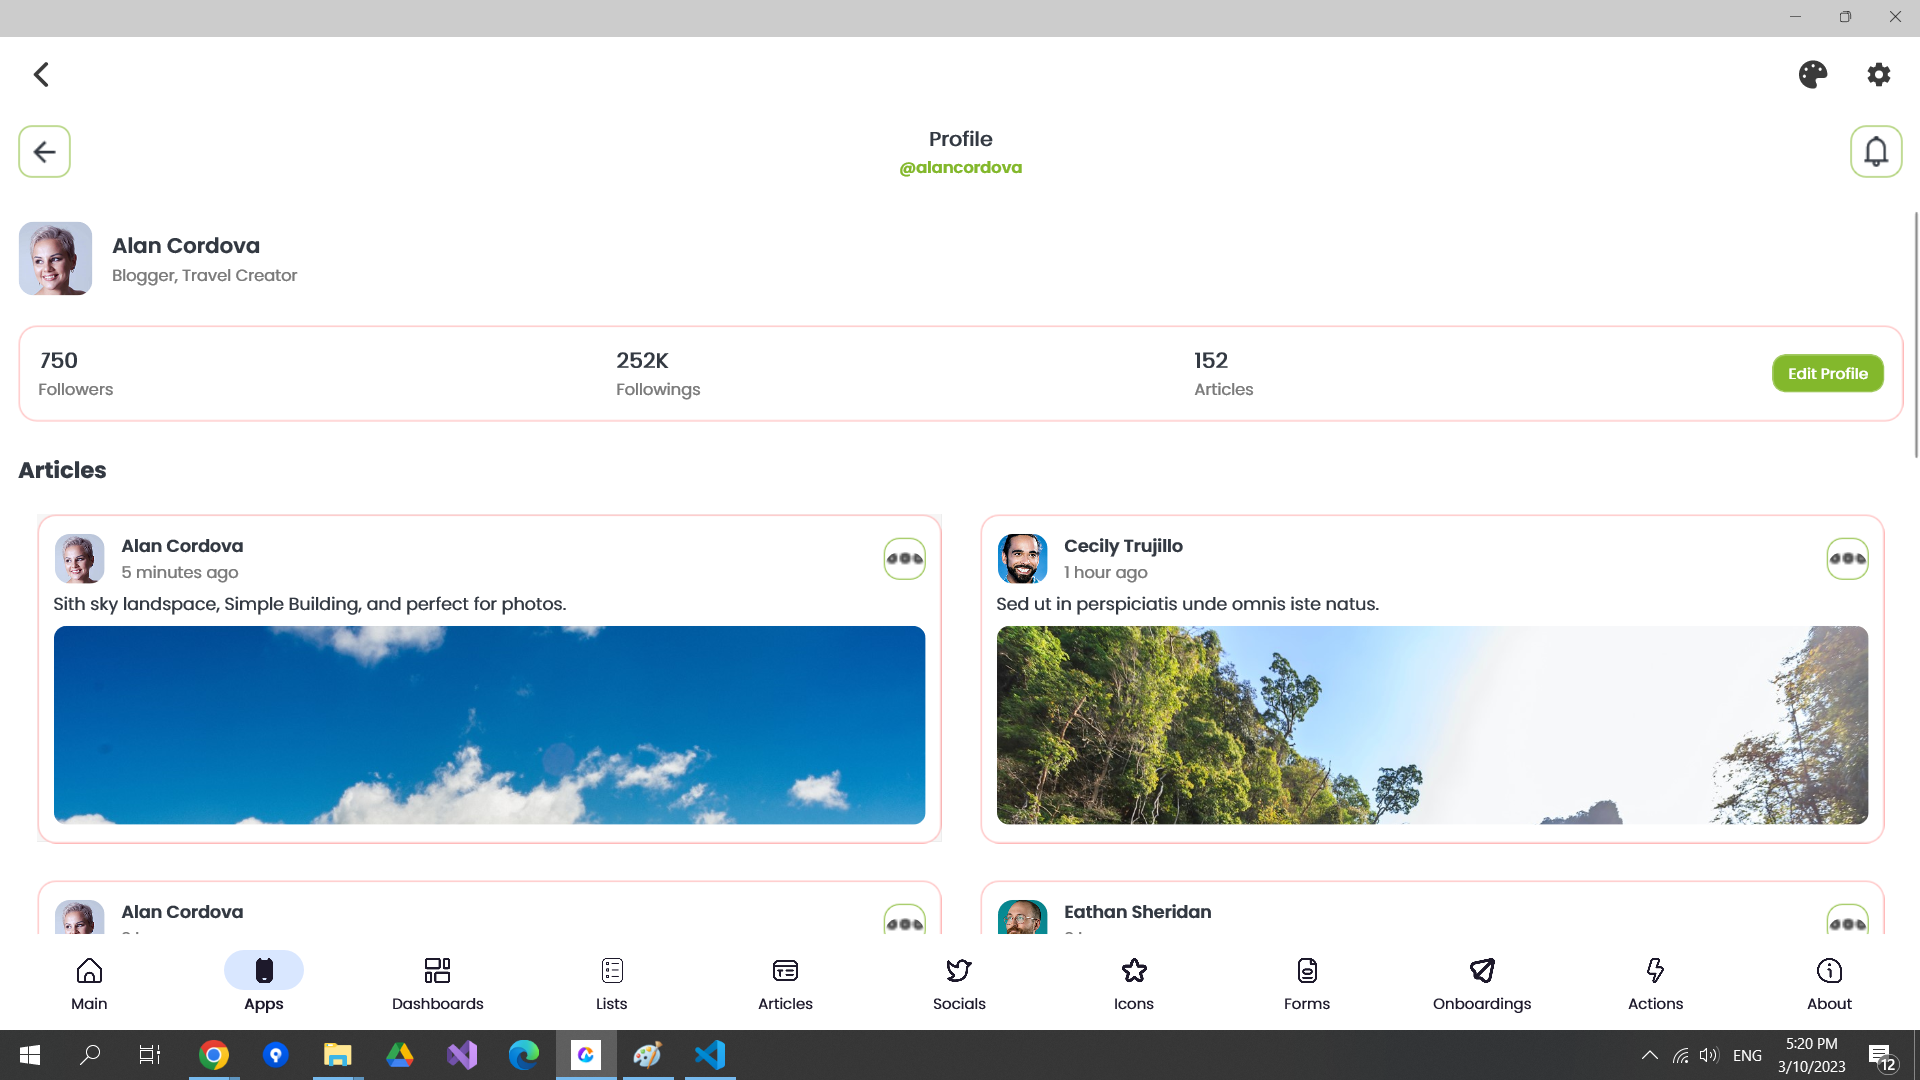 Profile
@alancordova
Alan Cordova
Blogger, Travel Creator
750
Followers
252K
Followings
152
Articles
Edit Profile
Articles
Alan Cordova
5 minutes ago
Sith sky landspace, Simple Building, and perfect for photos.
Cecily Trujillo
1 hour ago
Sed ut in perspiciatis unde omnis iste natus.
Alan Cordova
Eathan Sheridan
Main
Apps
Dashboards
Lists
Articles
Socials
Icons
Forms
Onboardings
Actions
About
ENG
5:20 PM
3/10/2023
12